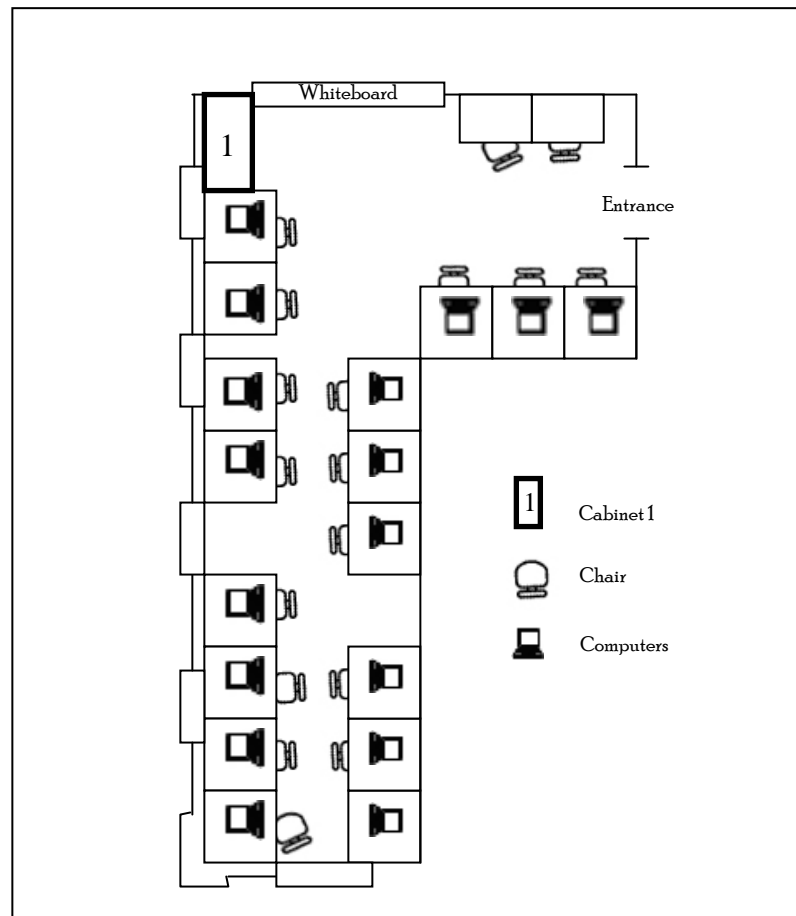 Whiteboard
1
Entrance
1
Cabinet 1
Chair
Computers